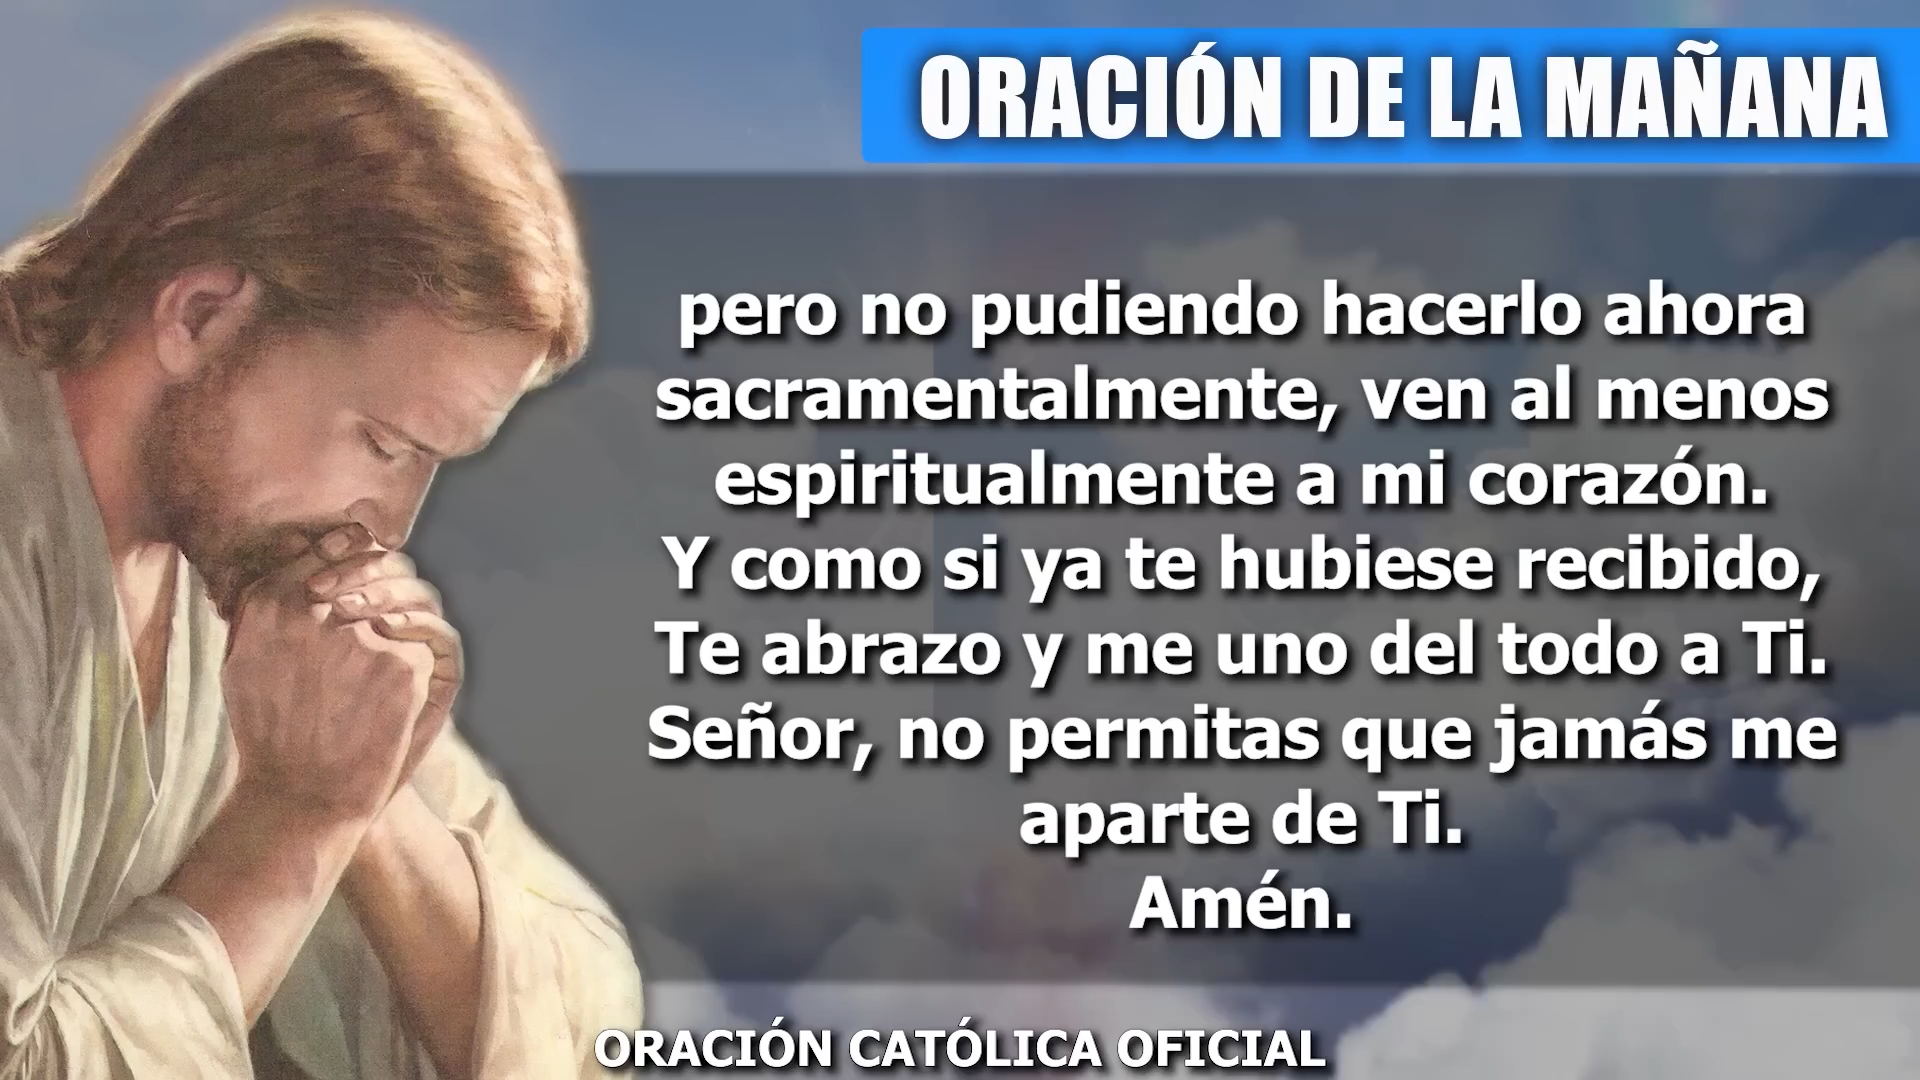 ORACIÓN DE LA MAÑANA
pero no pudiendo hacerlo ahora
sacramentalmente, ven al menos
espiritualmente a mi corazón.
Y como si ya te hubiese recibido,
Te abrazo y me uno del todo a Ti.
Señor, no permitas que jamás me
aparte de Ti.
Amén.
ORACIÓN CATÓLICA OFICIAL